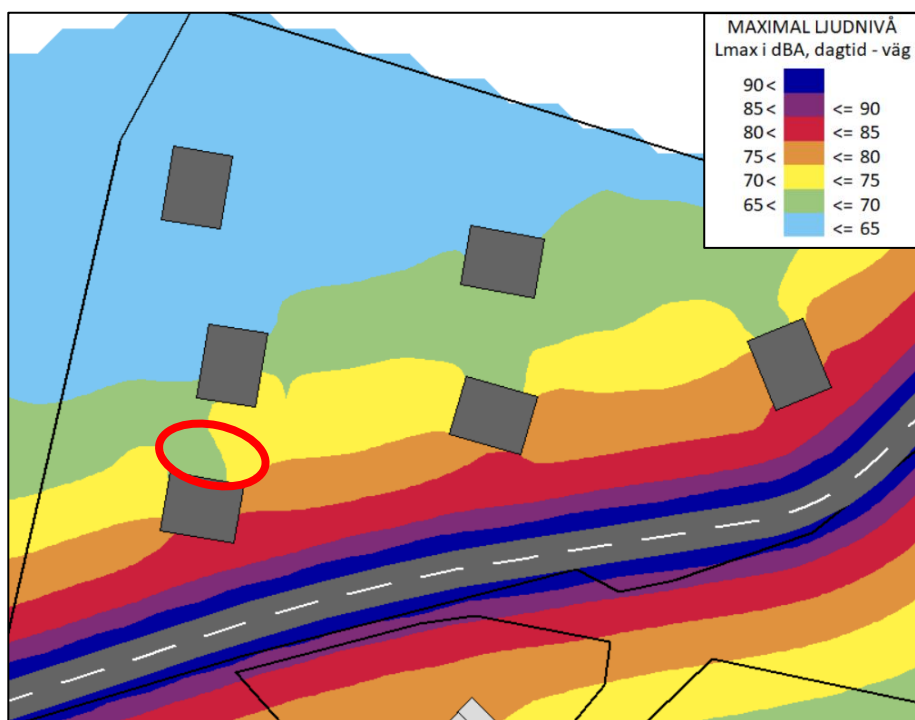 MAXIMAL LJUDNIVÅ
Lmax i dBA, dagtid - väg
90<
85< <= 90
80< <= 85
75< <= 80
70< <= 75
65< <= 70
<= 65